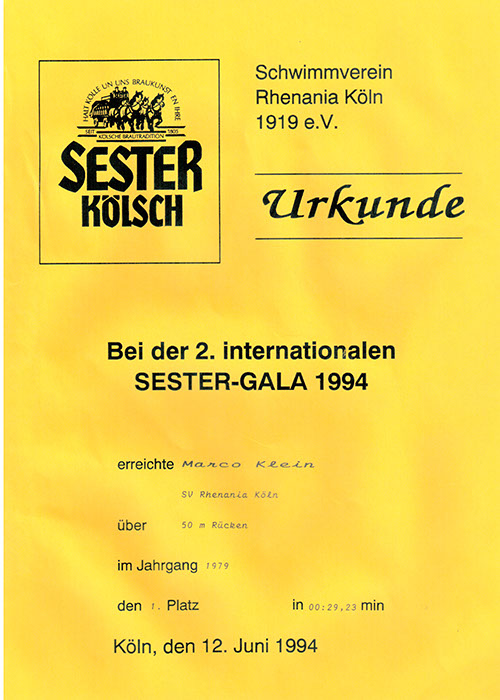 HALT KÖLLE UN UNS BRAUKUNST EN IHRE
SEIT 1805
KÖLSCHE BRAUTRADITION
SESTER
KÖLSCH
Schwimmverein
Rhenania Köln
1919 e.V.
Urkunde
Bei der 2. internationalen
SESTER-GALA 1994
erreichte Marco Klein
SV Rhenania Köln
über 50 m Rücken
im Jahrgang 1979
den 1. Platz in 00:29,23 min
Köln, den 12. Juni 1994